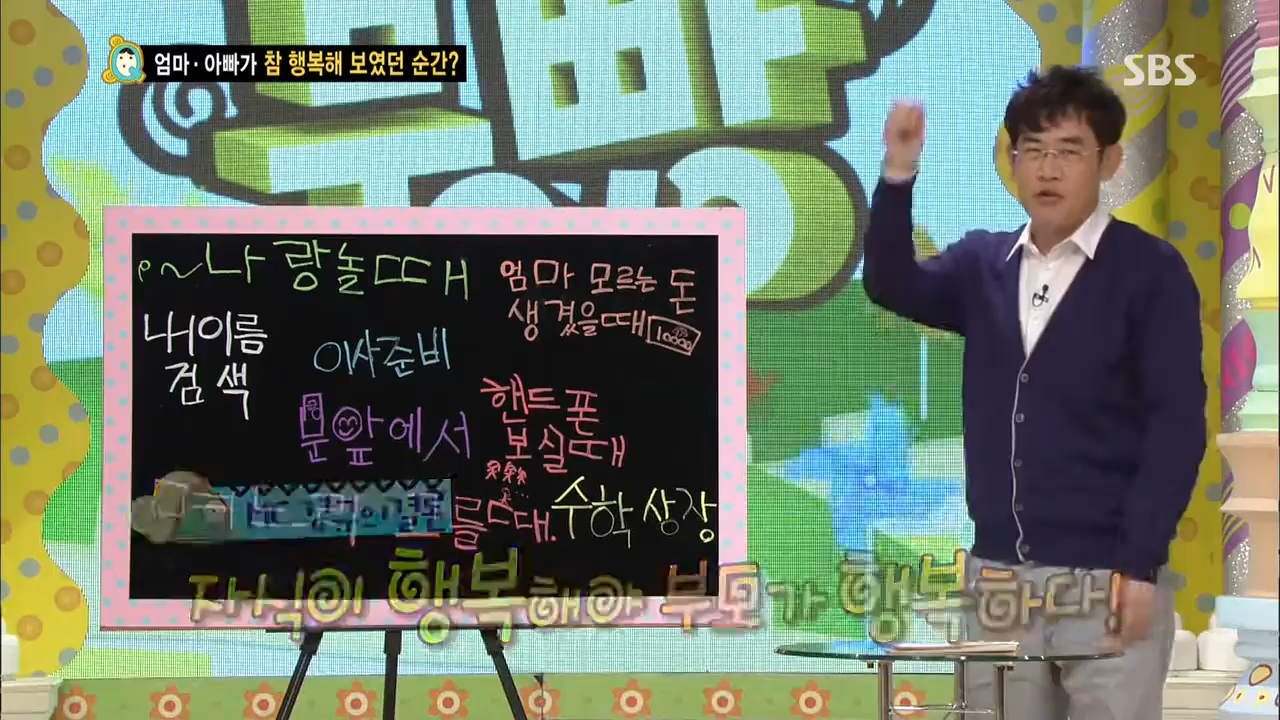 엄마·아빠가 참 행복해 보였던 순간?
SBS
나랑놀때
엄마 모르는 돈
생겼을때
10000
내이름
검색
이사준비
핸드폰
보실때
문앞에서
들때.
수학상장
자식이 행복해야 부모가 행복하다!